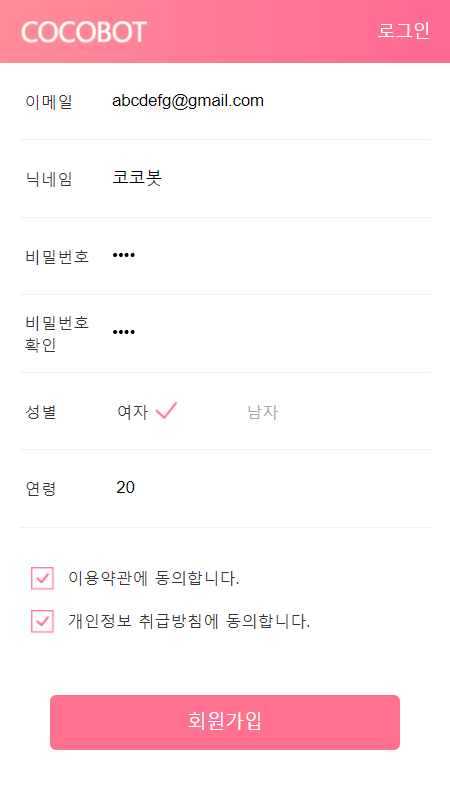 COCOBOT 로그인
이메일 abcdefg@gmail.com
닉네임 코코봇
비밀번호 ••••
비밀번호
확인 ••••
성별 여자 남자
연령 20
이용약관에 동의합니다.
개인정보 취급방침에 동의합니다.
회원가입